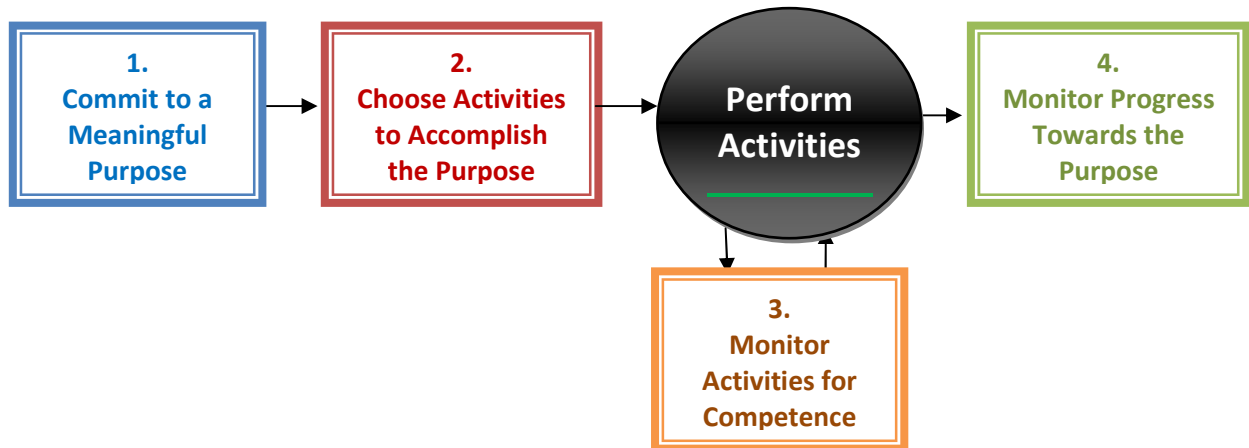 1.
Commit to a
Meaningful
Purpose
2.
Choose Activities
to Accomplish
the Purpose
Perform
Activities
4.
Monitor Progress
Towards the
Purpose
3.
Monitor
Activities for
Competence